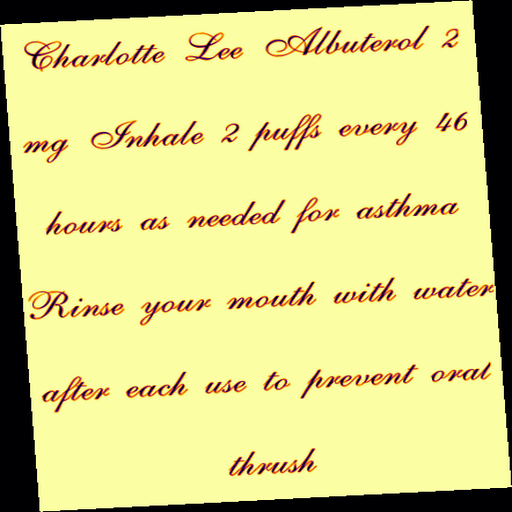 Charlotte Lee Albuterol 2
mg Inhale 2 puffs every 46
hours as needed for asthma
Rinse your mouth with water
after each use to prevent oral
thrush